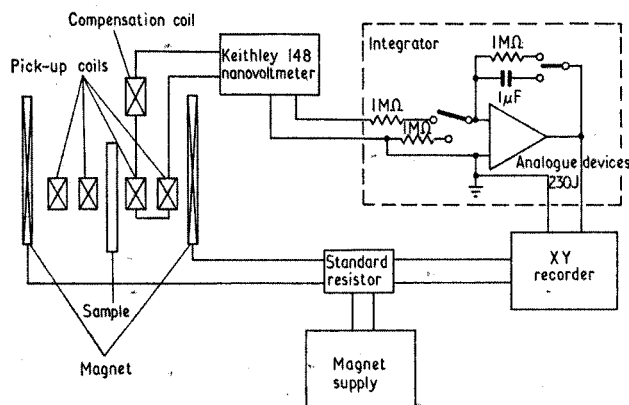 Compensation coil
Pick-up coils
Keithley 148
nanovoltmeter
Integrator
1MΩ
1μF
1MΩ
1MΩ
Analogue devices
230J
Standard
resistor
XY
recorder
Sample
Magnet
Magnet
supply